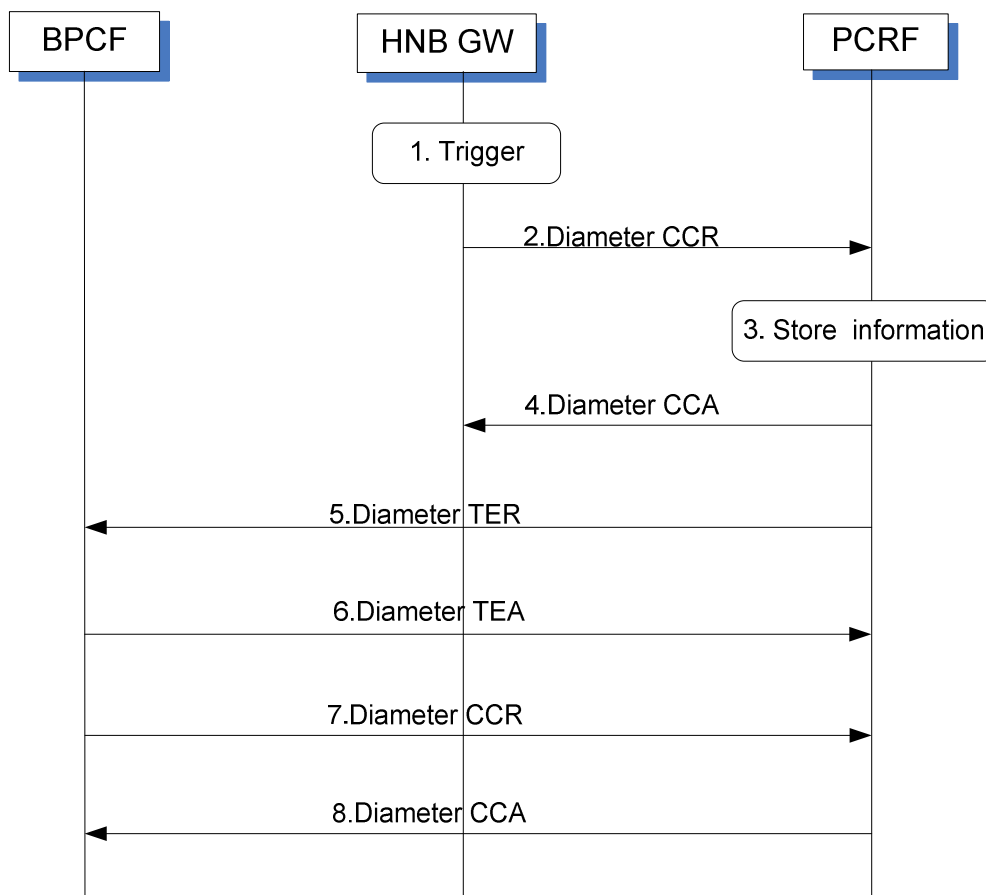 BPCF
HNB GW
PCRF
1. Trigger
2.Diameter CCR
3. Store information
4.Diameter CCA
5.Diameter TER
6.Diameter TEA
7.Diameter CCR
8.Diameter CCA